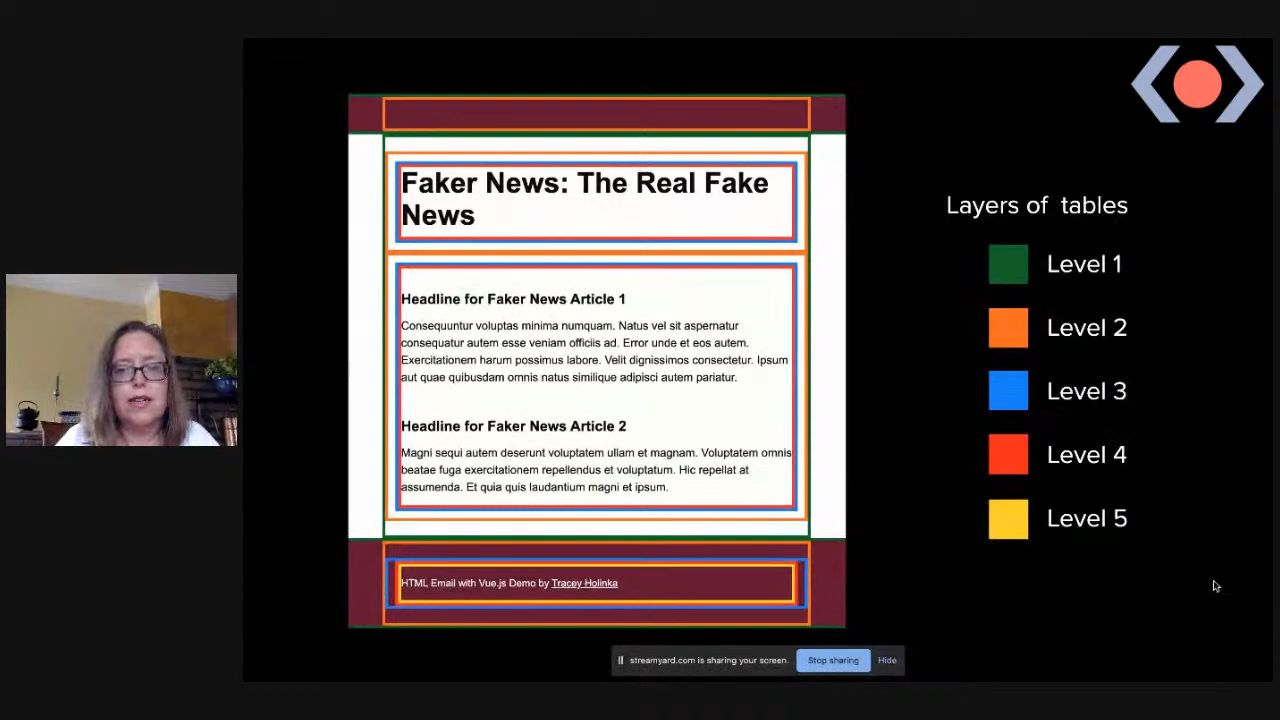 Faker News: The Real Fake
News
Headline for Faker News Article 1
Consequuntur voluptas minima numquam. Natus vel sit aspernatur
consequatur autem esse veniam officiis ad. Error unde et eos autem.
Exercitationem harum possimus labore. Velit dignissimos consectetur. Ipsum
aut quae quibusdam omnis natus similique adipisci autem pariatur.
Headline for Faker News Article 2
Magni sequi autem deserunt voluptatem ullam et magnam. Voluptatem omnis
beatae fuga exercitationem repellendus et voluptatum. Hic repellat at
assumenda. Et quia quis laudantium magni et ipsum.
HTML Email with Vue.js Demo by Tracey Holinka
Layers of tables
Level 1
Level 2
Level 3
Level 4
Level 5
streamyard.com is sharing your screen. Stop sharing Hide